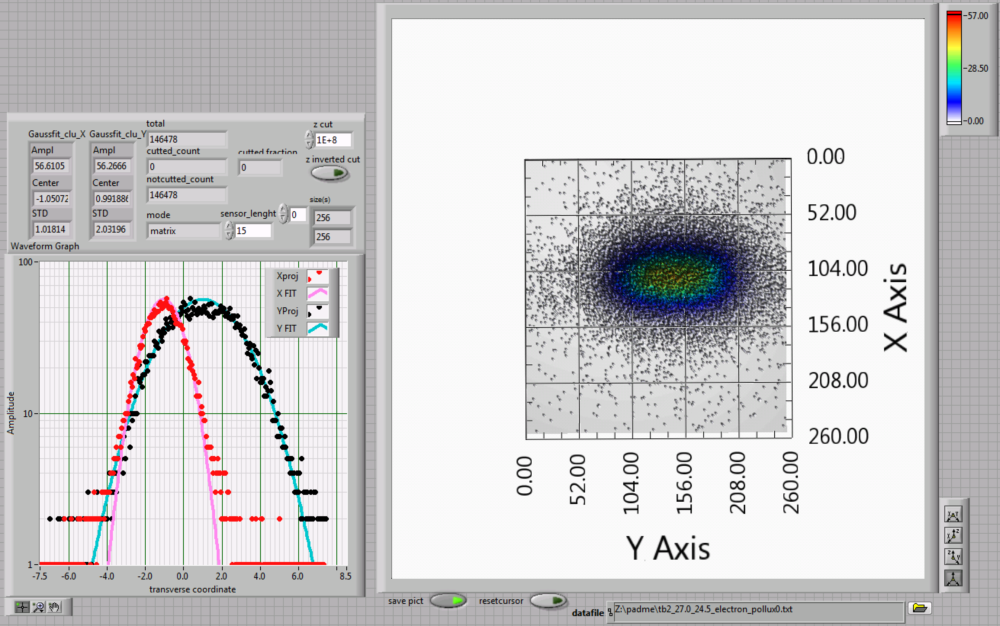 total
z cut
Gaussfit_clu_X Gaussfit_clu_Y
146478
1E+8
Ampl Ampl
cutted_count
cutted fraction
z inverted cut
56.6105 56.2666
0
0
Center Center
notcutted_count
-1.05072
146478
size(s)
STD STD
mode
sensor_lenght
0
256
1.01814 2.03196
matrix
15
256
Waveform Graph
100
10
1
Amplitude
Xproj
X FIT
YProj
Y FIT
-7.5 -6.0 -4.0 -2.0 0.0 2.0 4.0 6.0 8.5
transverse coordinate
57.00
28.50
0.00
0.00
52.00
104.00
156.00
208.00
260.00
X Axis
0.00 52.00 104.00 156.00 208.00 260.00
Y Axis
save pict
resetcursor
datafile
Z:\padme\tb2_27.0_24.5_electron_pollux0.txt